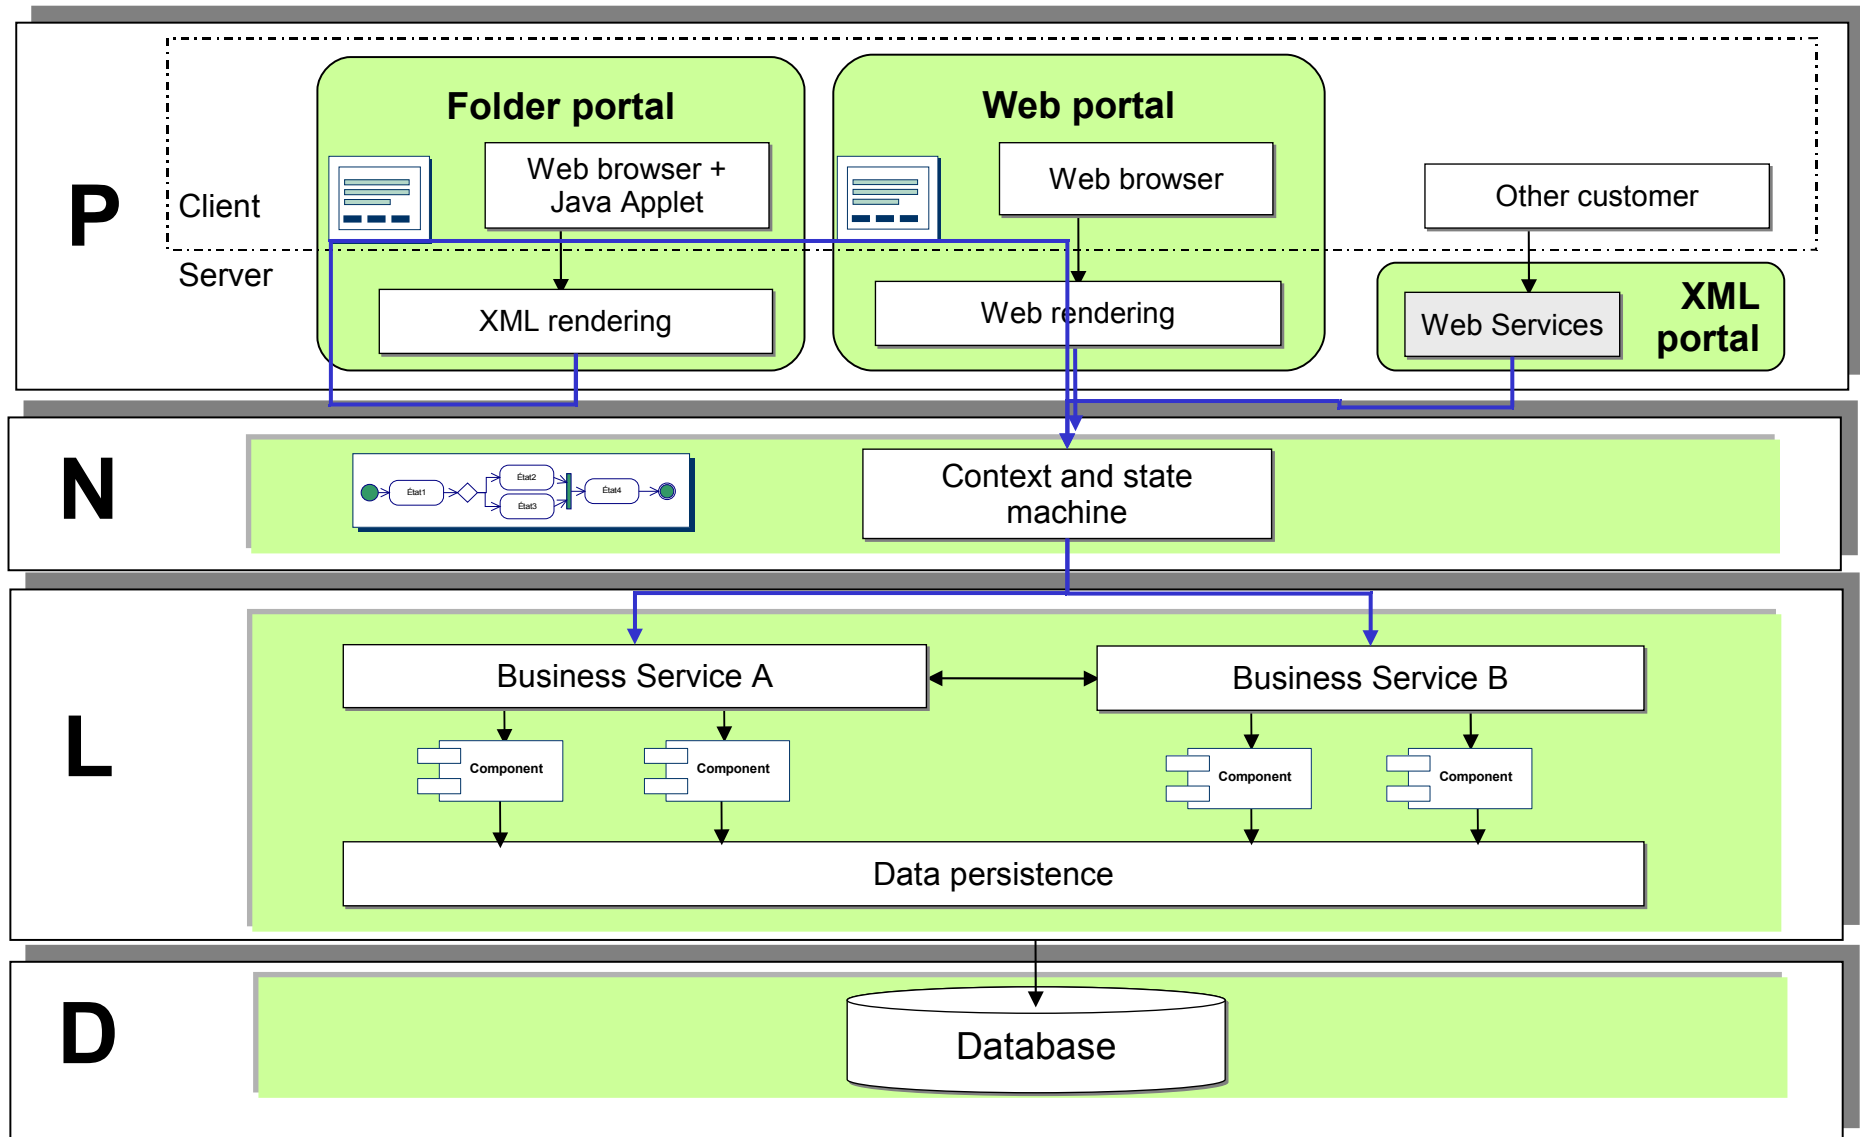 P
Client
Server
Folder portal
Web browser +
Java Applet
XML rendering
Web portal
Web browser
Web rendering
Other customer
Web Services
XML
portal
N
État1
État2
État3
État4
Context and state
machine
L
Business Service A
Business Service B
Component
Component
Component
Component
Data persistence
D
Database